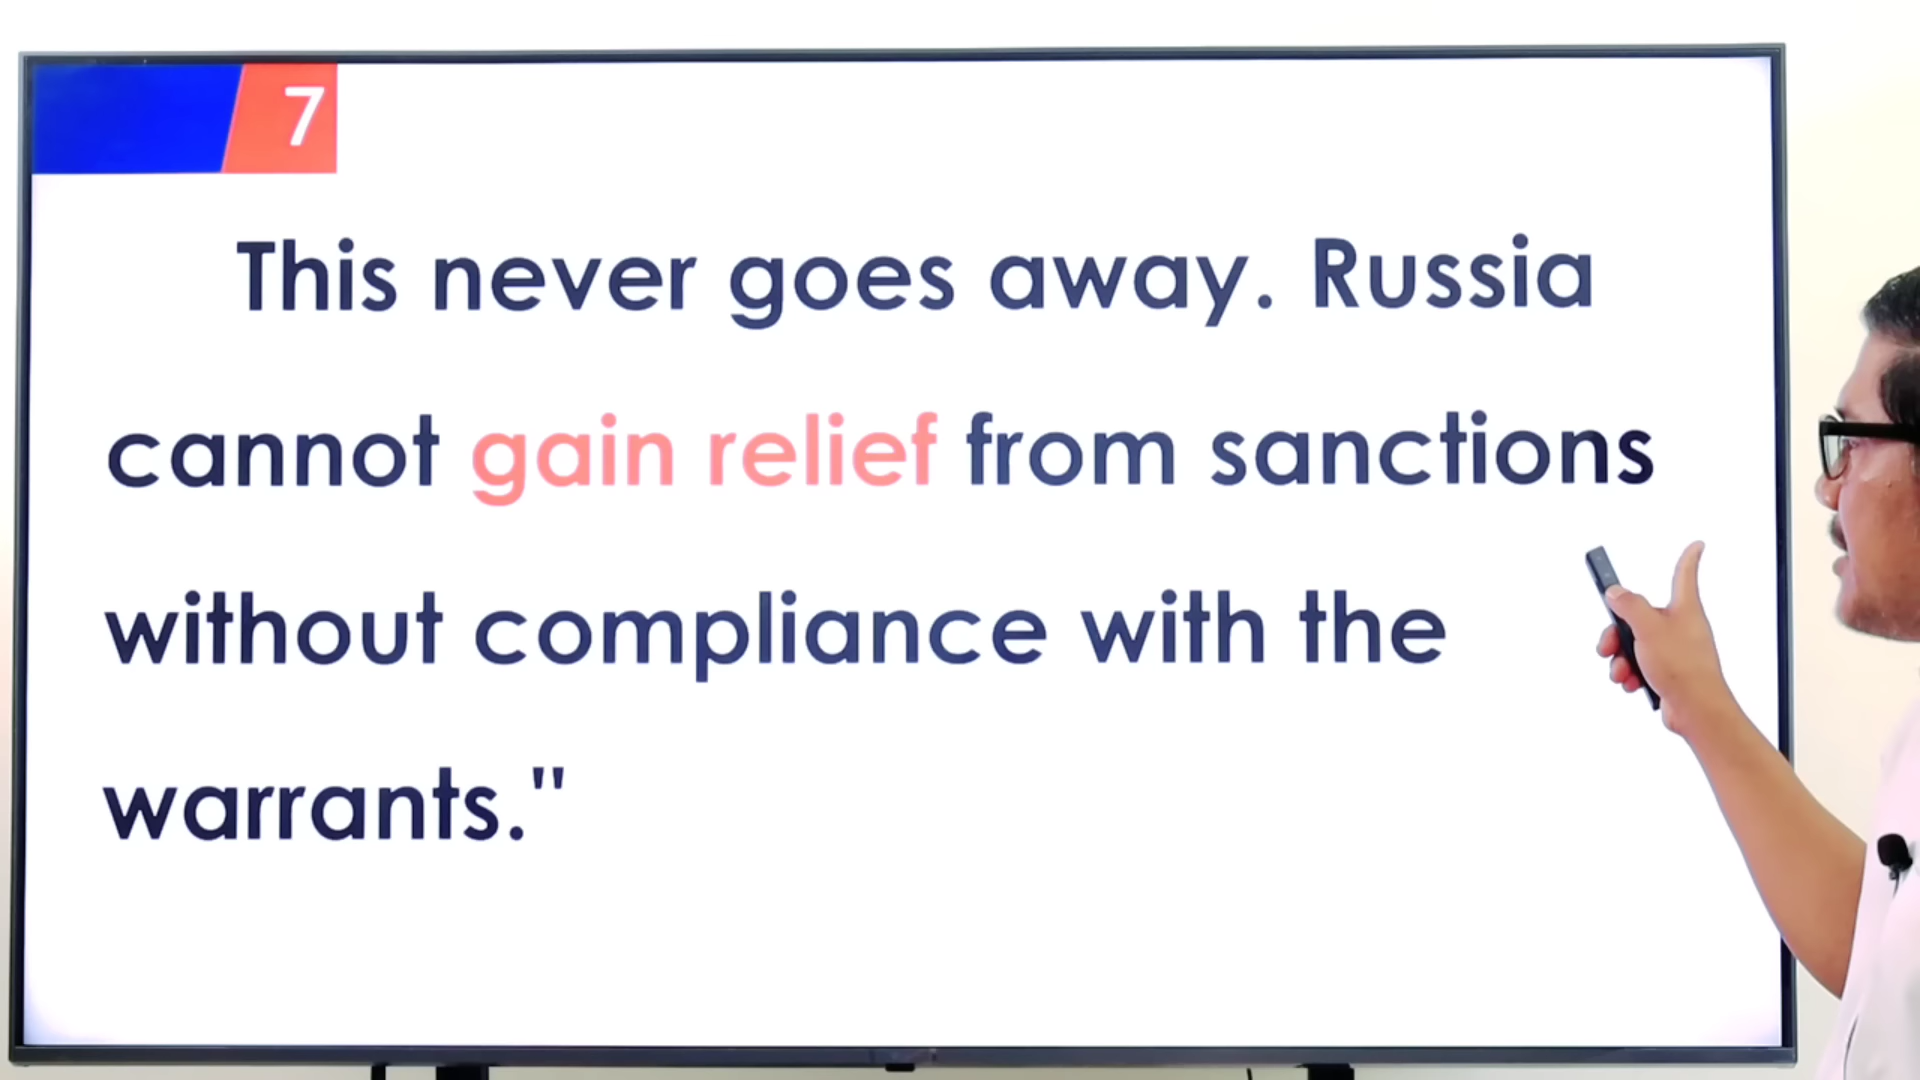 7
This never goes away. Russia
cannot gain relief from sanctions
without compliance with the
warrants."